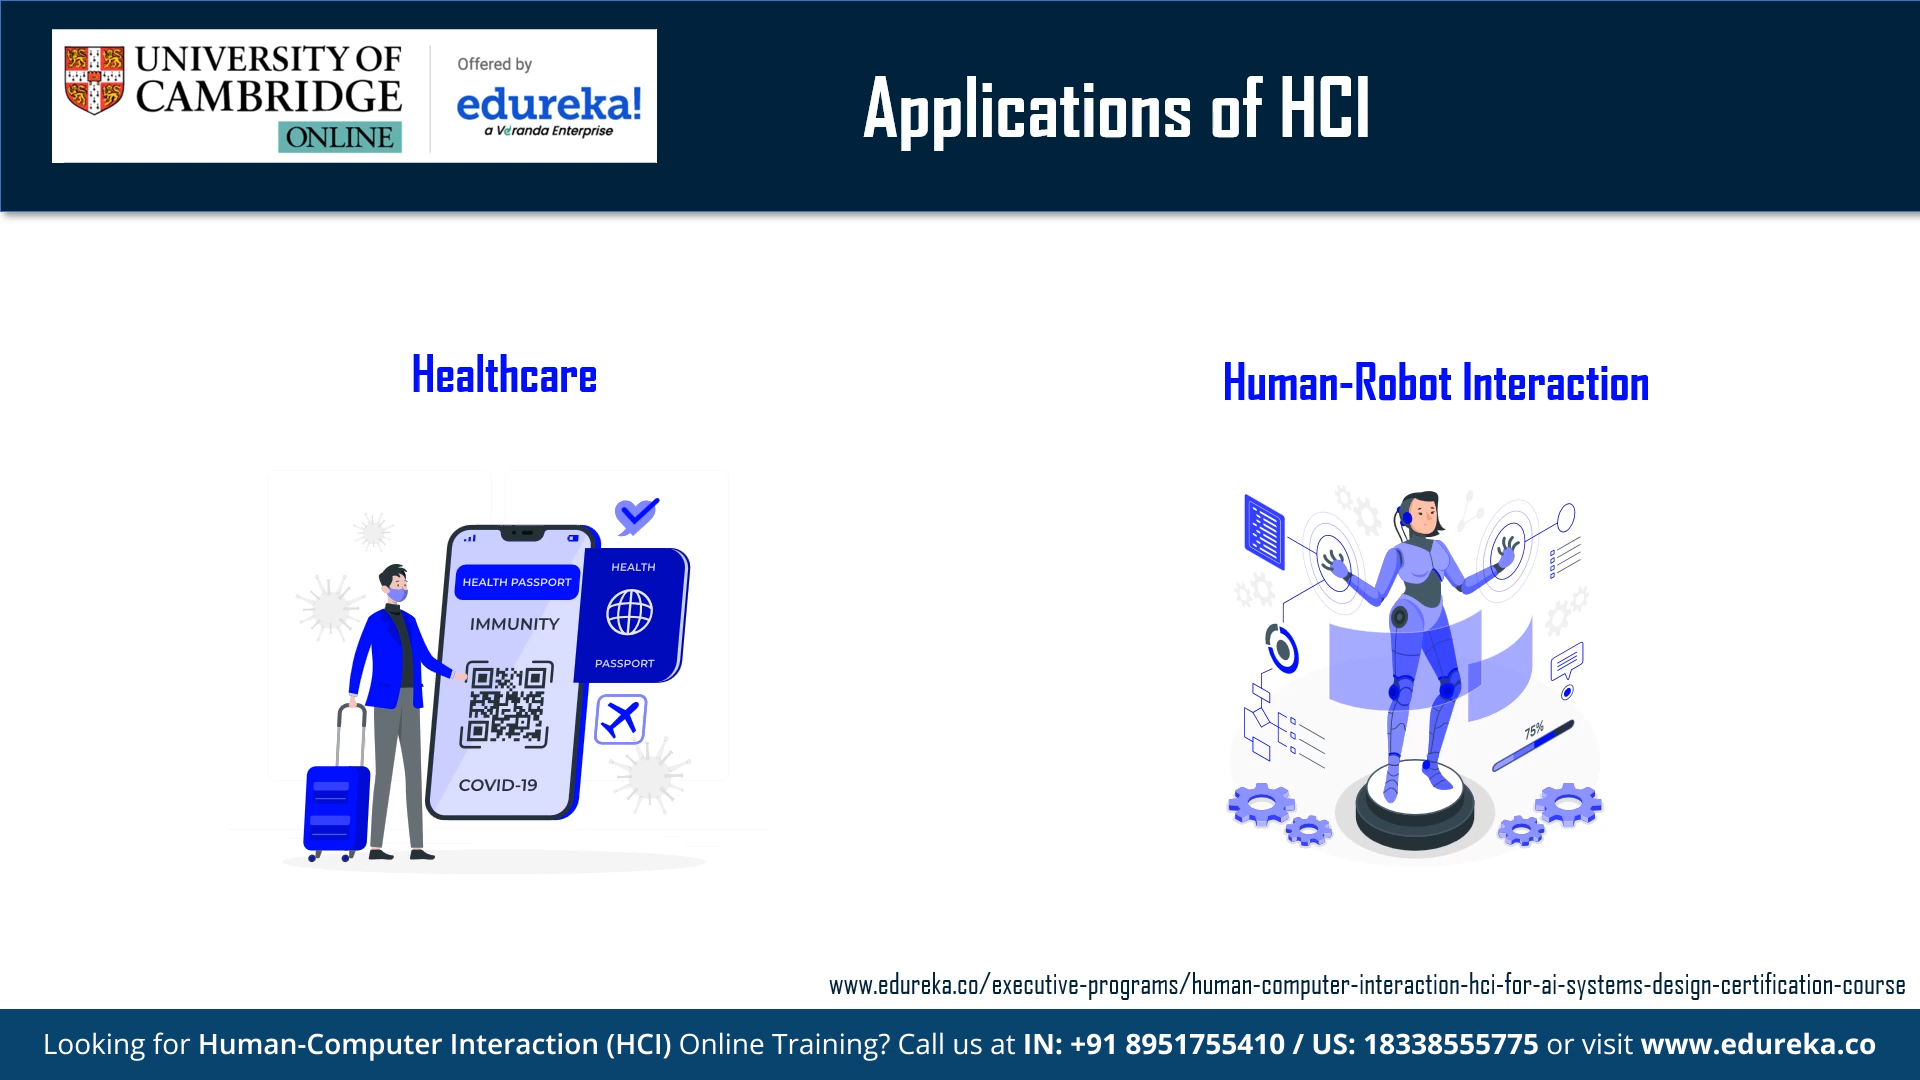 UNIVERSITY OF
CAMBRIDGE
ONLINE
Offered by
edureka!
a Veranda Enterprise
Applications of HCI
Healthcare
Human-Robot Interaction
HEALTH PASSPORT
IMMUNITY
COVID-19
HEALTH
PASSPORT
75%
www.edureka.co/executive-programs/human-computer-interaction-hci-for-ai-systems-design-certification-course
Looking for Human-Computer Interaction (HCI) Online Training? Call us at IN: +91 8951755410 / US: 18338555775 or visit www.edureka.co